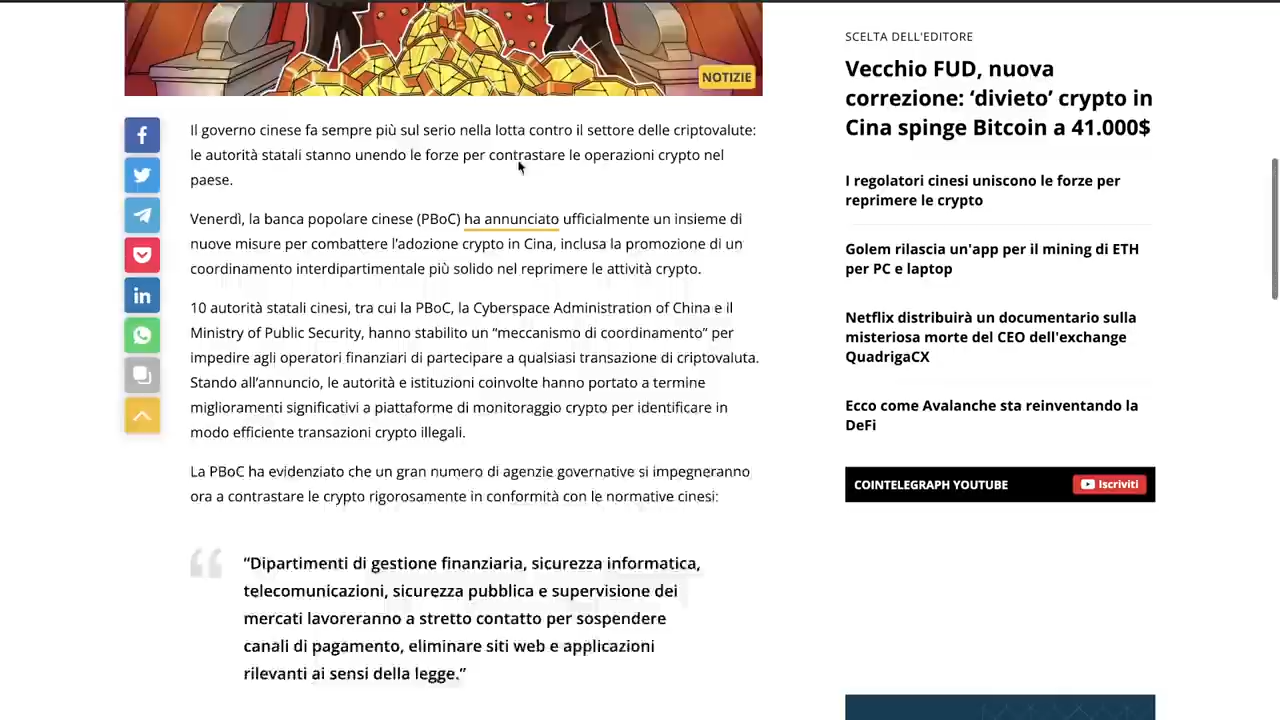 NOTIZIE
Il governo cinese fa sempre più sul serio nella lotta contro il settore delle criptovalute:
le autorità statali stanno unendo le forze per contrastare le operazioni crypto nel
paese.
Venerdì, la banca popolare cinese (PBoC) ha annunciato ufficialmente un insieme di
nuove misure per combattere l'adozione crypto in Cina, inclusa la promozione di un
coordinamento interdipartimentale più solido nel reprimere le attività crypto.
10 autorità statali cinesi, tra cui la PBoC, la Cyberspace Administration of China e il
Ministry of Public Security, hanno stabilito un “meccanismo di coordinamento” per
impedire agli operatori finanziari di partecipare a qualsiasi transazione di criptovaluta.
Stando all’annuncio, le autorità e istituzioni coinvolte hanno portato a termine
miglioramenti significativi a piattaforme di monitoraggio crypto per identificare in
modo efficiente transazioni crypto illegali.
La PBoC ha evidenziato che un gran numero di agenzie governative si impegneranno
ora a contrastare le crypto rigorosamente in conformità con le normative cinesi:
“Dipartimenti di gestione finanziaria, sicurezza informatica,
telecomunicazioni, sicurezza pubblica e supervisione dei
mercati lavoreranno a stretto contatto per sospendere
canali di pagamento, eliminare siti web e applicazioni
rilevanti ai sensi della legge.”
SCELTA DELL'EDITORE
Vecchio FUD, nuova
correzione: ‘divieto’ crypto in
Cina spinge Bitcoin a 41.000$
I regolatori cinesi uniscono le forze per
reprimere le crypto
Golem rilascia un'app per il mining di ETH
per PC e laptop
Netflix distribuirà un documentario sulla
misteriosa morte del CEO dell'exchange
QuadrigaCX
Ecco come Avalanche sta reinventando la
DeFi
COINTELEGRAPH YOUTUBE
Iscriviti